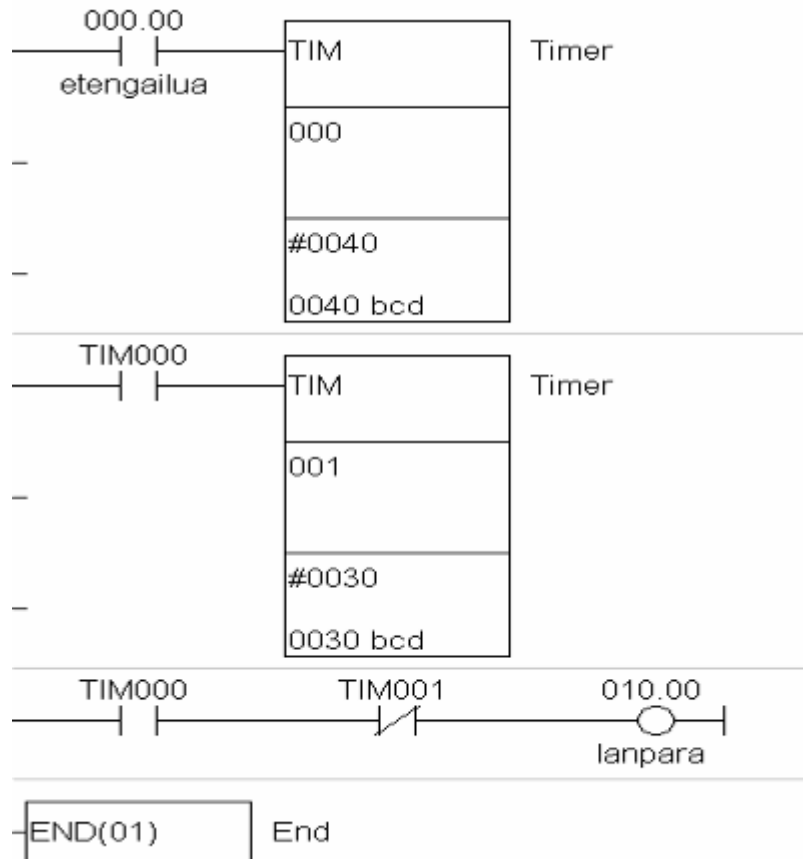 000.00
etengailua
TIM
Timer
000
#0040
0040 bcd
TIM000
TIM
Timer
001
#0030
0030 bcd
TIM000 TIM001 010.00
lanpara
END(01) End